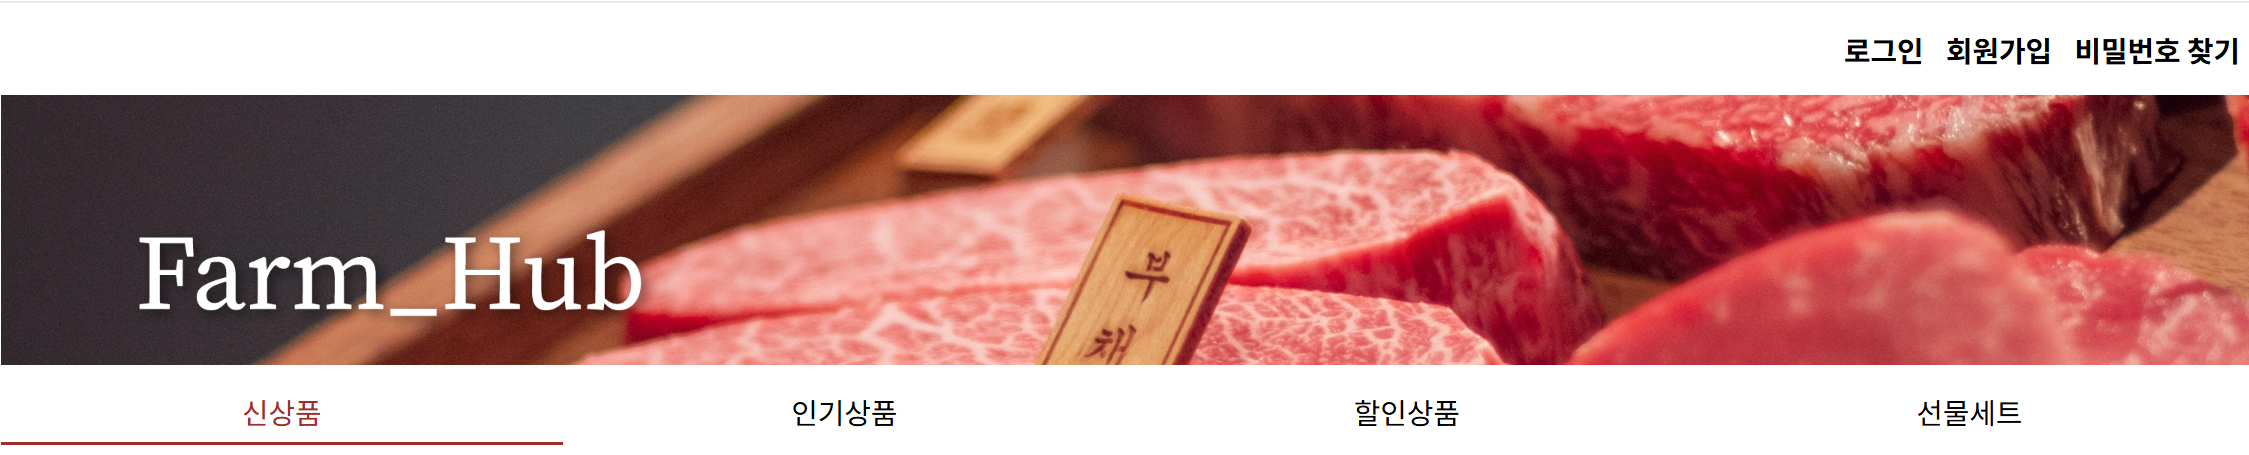 로그인 회원가입 비밀번호 찾기
Farm_Hub
부
채
신상품 인기상품 할인상품 선물세트